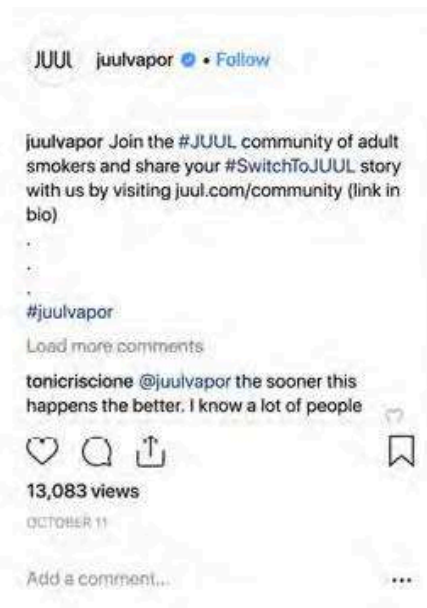 JUUL juulvapor • Follow
juulvapor Join the #JUUL community of adult
smokers and share your #SwitchToJUUL story
with us by visiting juul.com/community (link in
bio)
.
.
.
#juulvapor
Load more comments
tonicriscione @juulvapor the sooner this
happens the better. I know a lot of people
13,083 views
OCTOBER 11
Add a comment...